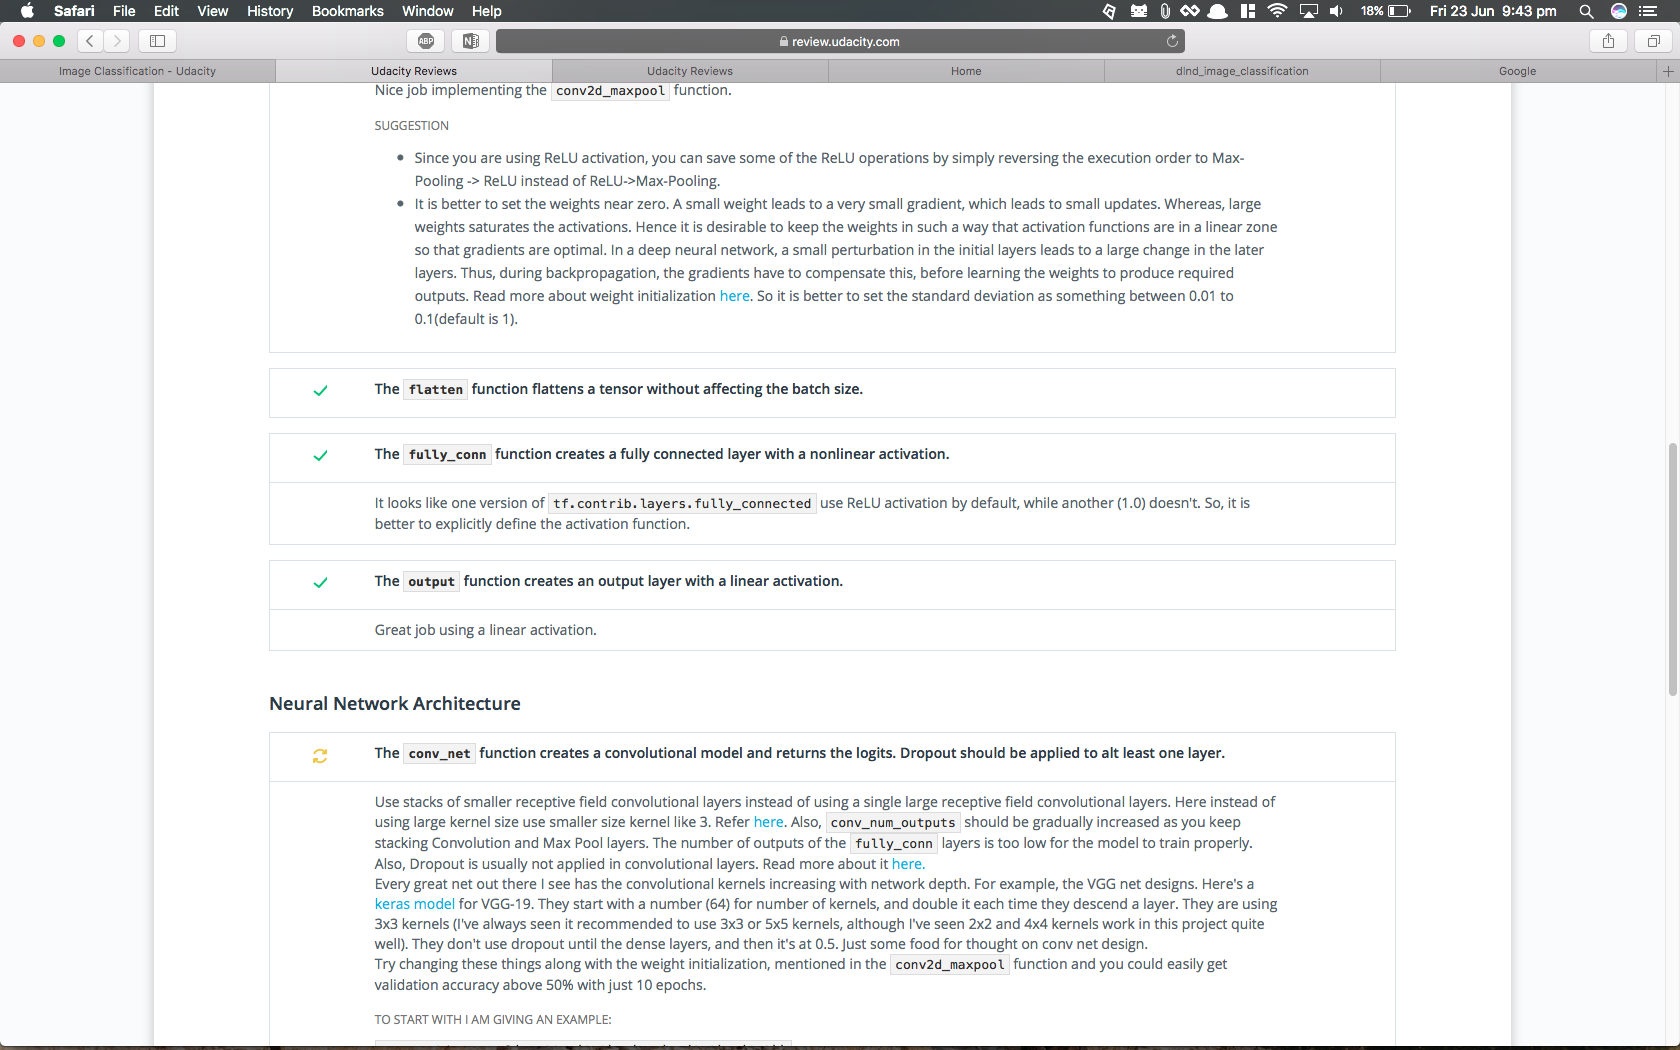 Safari File Edit View History Bookmarks Window Help 18% Fri 23 Jun 9:43 pm
ABP N review.udacity.com
Image Classification - Udacity Udacity Reviews Udacity Reviews Home dlnd_image_classification Google
Nice job implementing the conv2d_maxpool function.
SUGGESTION
Since you are using ReLU activation, you can save some of the ReLU operations by simply reversing the execution order to Max-
Pooling -> ReLU instead of ReLU->Max-Pooling.
It is better to set the weights near zero. A small weight leads to a very small gradient, which leads to small updates. Whereas, large
weights saturates the activations. Hence it is desirable to keep the weights in such a way that activation functions are in a linear zone
so that gradients are optimal. In a deep neural network, a small perturbation in the initial layers leads to a large change in the later
layers. Thus, during backpropagation, the gradients have to compensate this, before learning the weights to produce required
outputs. Read more about weight initialization here. So it is better to set the standard deviation as something between 0.01 to
0.1(default is 1).
The flatten function flattens a tensor without affecting the batch size.
The fully_conn function creates a fully connected layer with a nonlinear activation.
It looks like one version of tf.contrib.layers.fully_connected use ReLU activation by default, while another (1.0) doesn't. So, it is
better to explicitly define the activation function.
The output function creates an output layer with a linear activation.
Great job using a linear activation.
Neural Network Architecture
The conv_net function creates a convolutional model and returns the logits. Dropout should be applied to alt least one layer.
Use stacks of smaller receptive field convolutional layers instead of using a single large receptive field convolutional layers. Here instead of
using large kernel size use smaller size kernel like 3. Refer here. Also, conv_num_outputs should be gradually increased as you keep
stacking Convolution and Max Pool layers. The number of outputs of the fully_conn layers is too low for the model to train properly.
Also, Dropout is usually not applied in convolutional layers. Read more about it here.
Every great net out there I see has the convolutional kernels increasing with network depth. For example, the VGG net designs. Here's a
keras model for VGG-19. They start with a number (64) for number of kernels, and double it each time they descend a layer. They are using
3x3 kernels (I've always seen it recommended to use 3x3 or 5x5 kernels, although I've seen 2x2 and 4x4 kernels work in this project quite
well). They don't use dropout until the dense layers, and then it's at 0.5. Just some food for thought on conv net design.
Try changing these things along with the weight initialization, mentioned in the conv2d_maxpool function and you could easily get
validation accuracy above 50% with just 10 epochs.
TO START WITH I AM GIVING AN EXAMPLE: